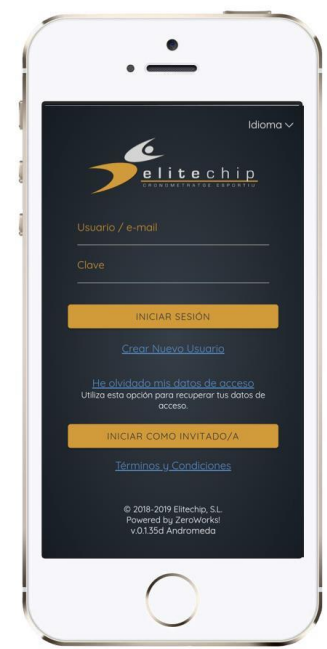 Idioma
elitechip
CRONOMETRATGE ESPORTIU
Usuario / e-mail
Clave
INICIAR SESIÓN
Crear Nuevo Usuario
He olvidado mis datos de acceso
Utiliza esta opción para recuperar tus datos de
acceso.
INICIAR COMO INVITADO/A
Términos y Condiciones
© 2018-2019 Elitechip, S.L.
Powered by ZeroWorks!
v.0.1.35d Andromeda